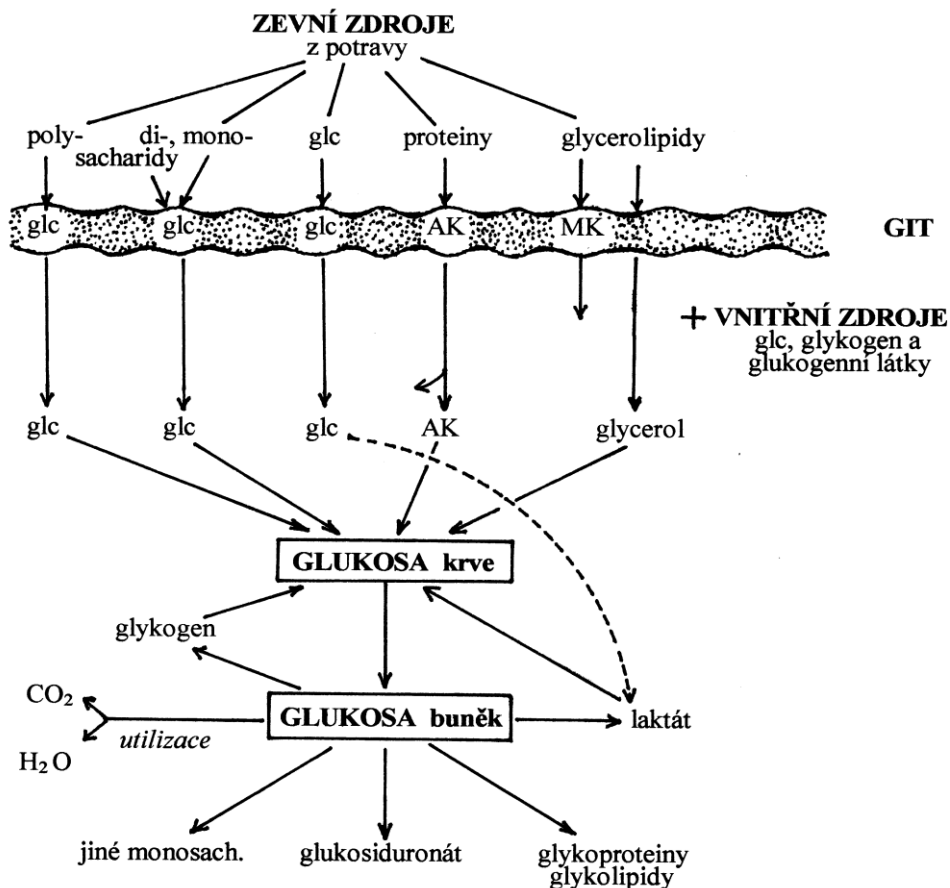 ZEVNÍ ZDROJE
z potravy
poly- di-, mono- glc proteiny glycerolipidy
sacharidy
glc glc glc AK MK GIT
+ VNITŘNÍ ZDROJE
glc, glykogen a
glukogenní látky
glc glc glc AK glycerol
GLUKOSA krve
glykogen
CO₂
GLUKOSA buněk laktát
utilizace
H₂O
jiné monosach. glukosiduronát glykoproteiny
glykolipidy